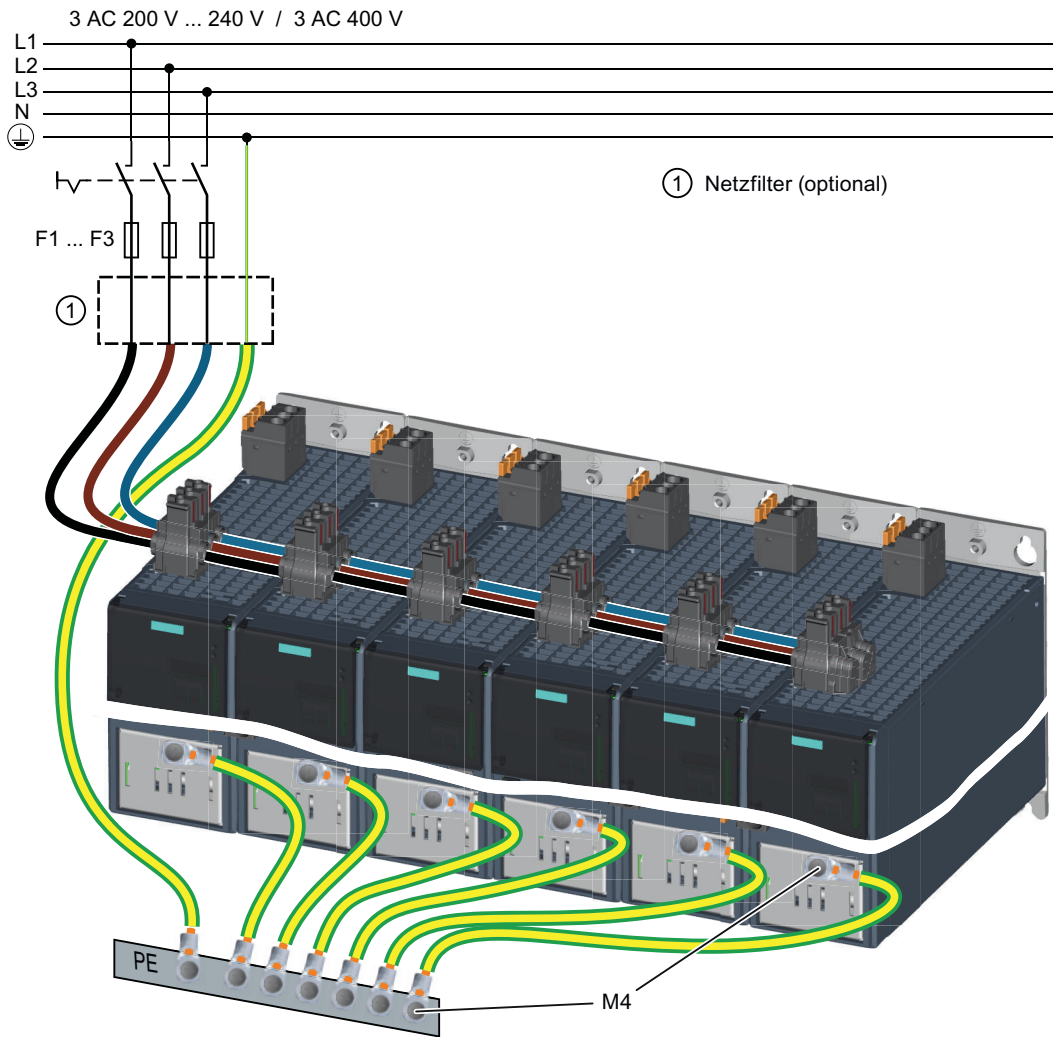 3 AC 200 V ... 240 V / 3 AC 400 V
L1
L2
L3
N
1 Netzfilter (optional)
F1 ... F3
1
PE
M4